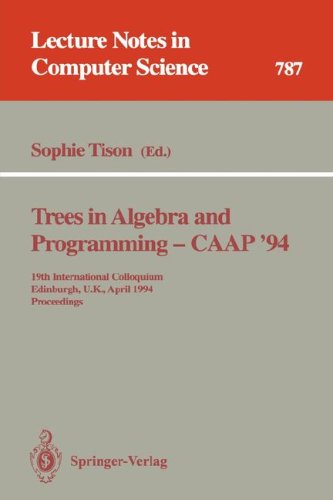 Lecture Notes in
Computer Science
787
Sophie Tison (Ed.)
Trees in Algebra and
Programming – CAAP '94
19th International Colloquium
Edinburgh, U.K., April 1994
Proceedings
Springer-Verlag